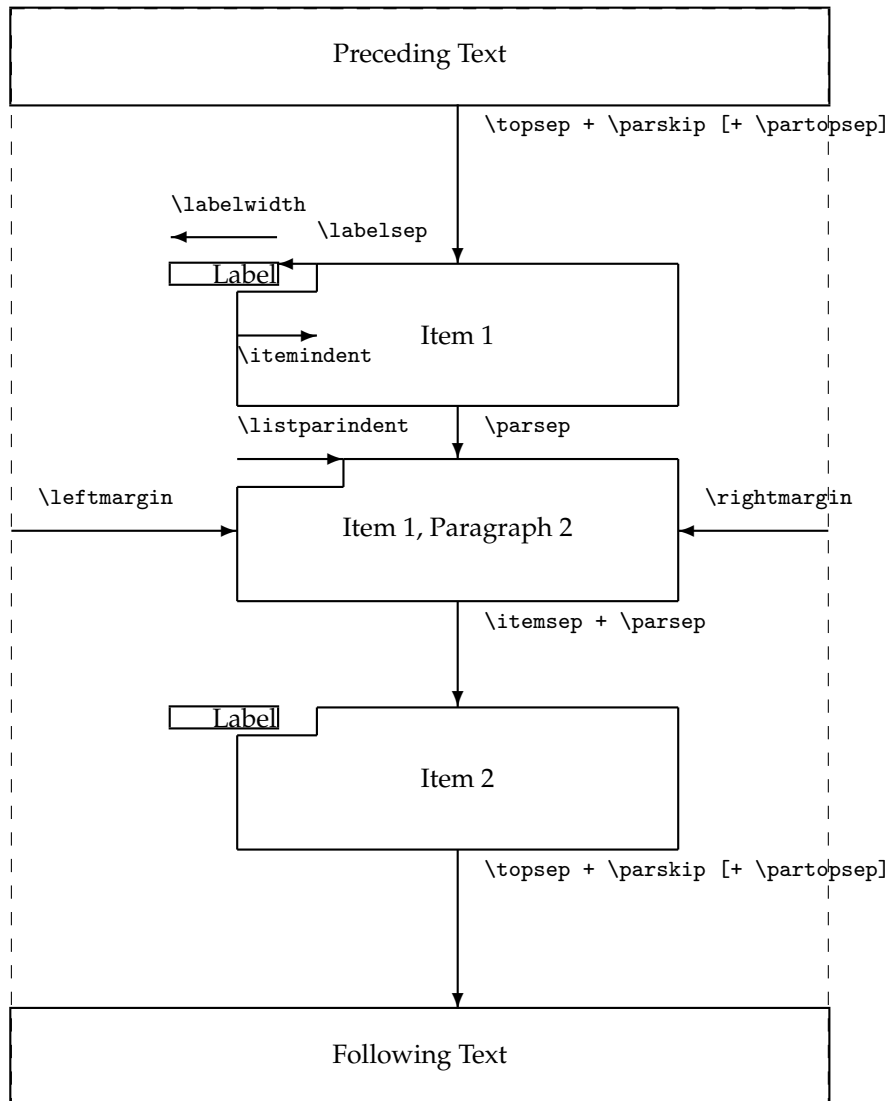 Preceding Text
\topsep + \parskip [+ \partopsep]
\labelwidth
\labelsep
Label
Item 1
\itemindent
\listparindent
\parsep
\leftmargin
\rightmargin
Item 1, Paragraph 2
\itemsep + \parsep
Label
Item 2
\topsep + \parskip [+ \partopsep]
Following Text